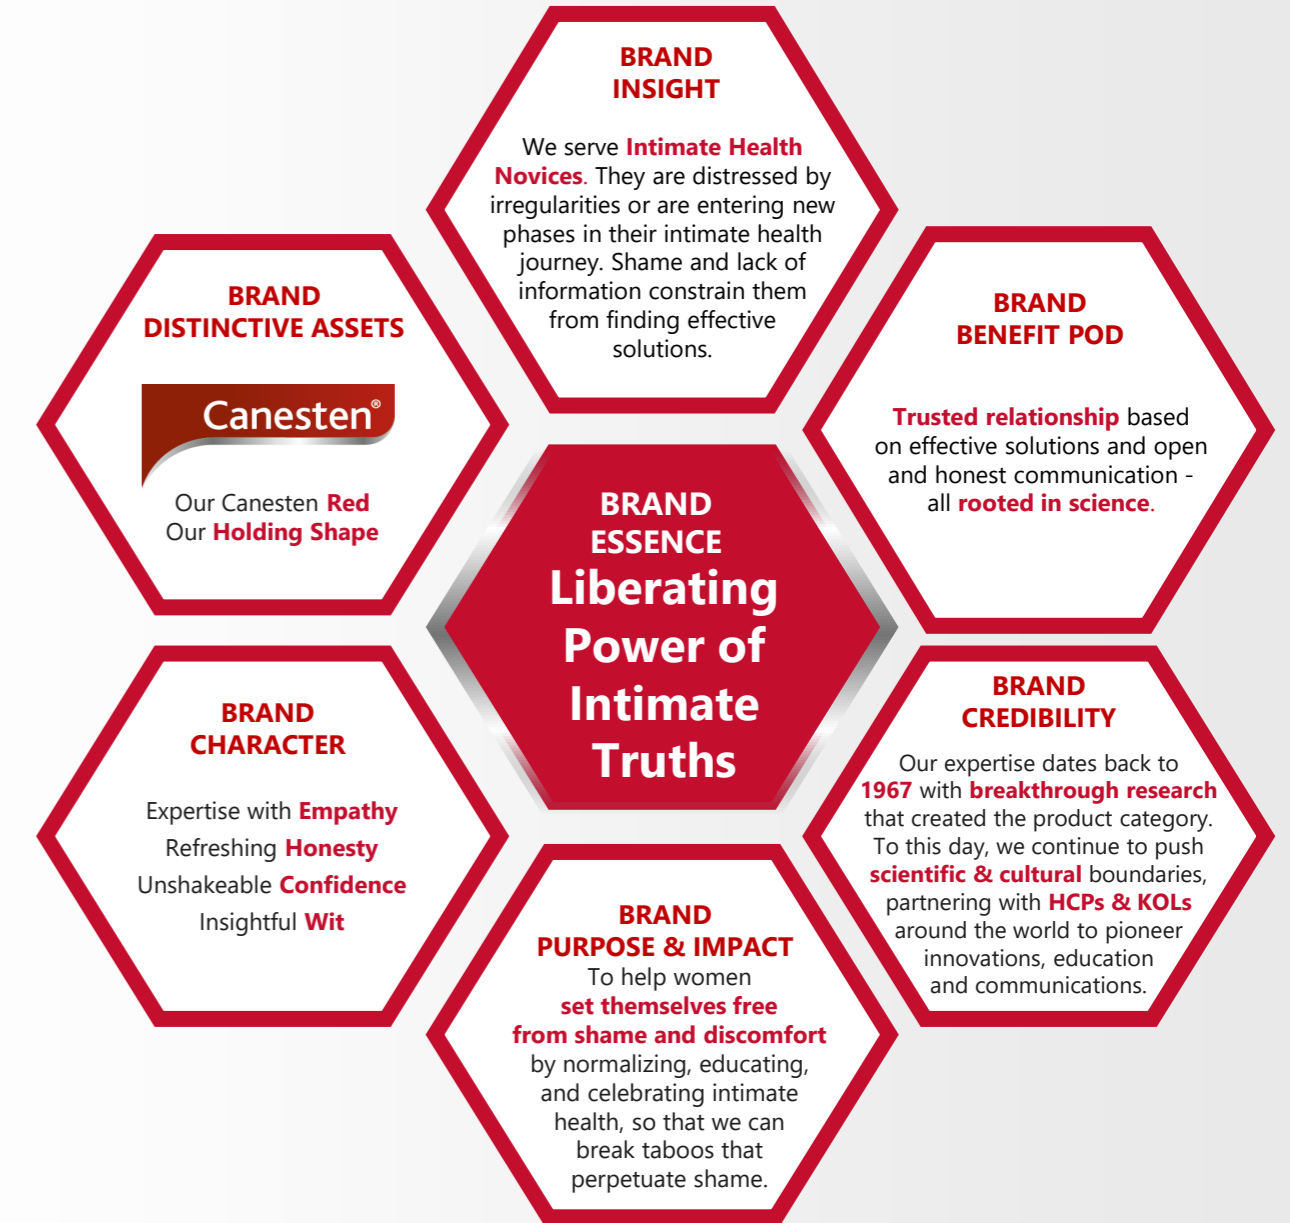 BRAND
INSIGHT
We serve Intimate Health
Novices. They are distressed by
irregularities or are entering new
phases in their intimate health
journey. Shame and lack of
information constrain them
from finding effective
solutions.
BRAND
DISTINCTIVE ASSETS
Canesten®
Our Canesten Red
Our Holding Shape
BRAND
BENEFIT POD
Trusted relationship based
on effective solutions and open
and honest communication -
all rooted in science.
BRAND
ESSENCE
Liberating
Power of
Intimate
Truths
BRAND
CHARACTER
Expertise with Empathy
Refreshing Honesty
Unshakeable Confidence
Insightful Wit
BRAND
CREDIBILITY
Our expertise dates back to
1967 with breakthrough research
that created the product category.
To this day, we continue to push
scientific & cultural boundaries,
partnering with HCPs & KOLs
around the world to pioneer
innovations, education
and communications.
BRAND
PURPOSE & IMPACT
To help women
set themselves free
from shame and discomfort
by normalizing, educating,
and celebrating intimate
health, so that we can
break taboos that
perpetuate shame.